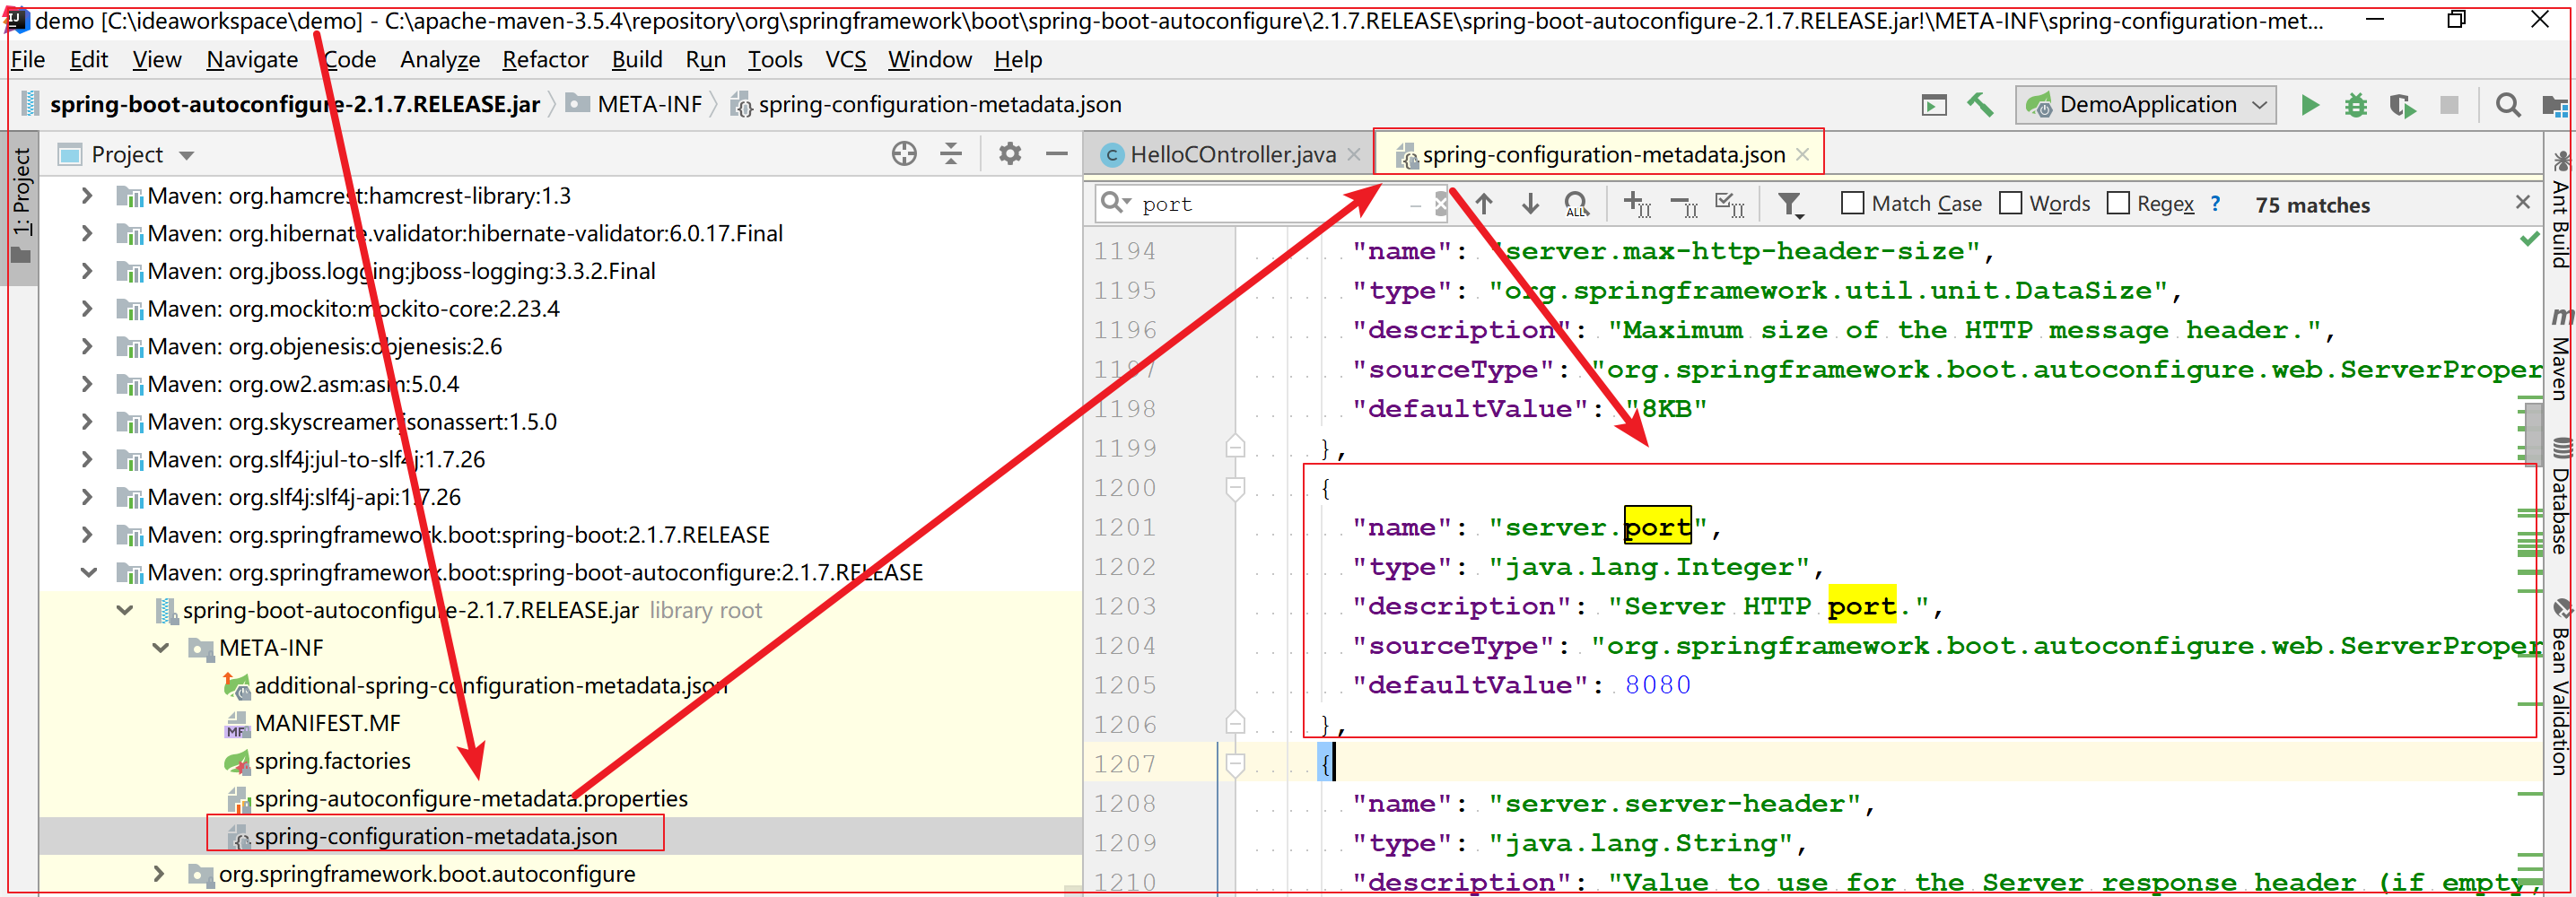 demo [C:\ideaworkspace\demo] - C:\apache-maven-3.5.4\repository\org\springframework\boot\spring-boot-autoconfigure\2.1.7.RELEASE\spring-boot-autoconfigure-2.1.7.RELEASE.jar!\META-INF\spring-configuration-met...
File Edit View Navigate Code Analyze Refactor Build Run Tools VCS Window Help
spring-boot-autoconfigure-2.1.7.RELEASE.jar META-INF spring-configuration-metadata.json DemoApplication
1: Project
Project
Maven: org.hamcrest:hamcrest-library:1.3
Maven: org.hibernate.validator:hibernate-validator:6.0.17.Final
Maven: org.jboss.logging:jboss-logging:3.3.2.Final
Maven: org.mockito:mockito-core:2.23.4
Maven: org.objenesis:objenesis:2.6
Maven: org.ow2.asm:asm:5.0.4
Maven: org.skyscreamer:jsonassert:1.5.0
Maven: org.slf4j:jul-to-slf4j:1.7.26
Maven: org.slf4j:slf4j-api:1.7.26
Maven: org.springframework.boot:spring-boot:2.1.7.RELEASE
Maven: org.springframework.boot:spring-boot-autoconfigure:2.1.7.RELEASE
spring-boot-autoconfigure-2.1.7.RELEASE.jar library root
META-INF
additional-spring-configuration-metadata.json
MANIFEST.MF
spring.factories
spring-autoconfigure-metadata.properties
spring-configuration-metadata.json
org.springframework.boot.autoconfigure
HelloCOntroller.java spring-configuration-metadata.json
port Match Case Words Regex ? 75 matches
1194 "name": "server.max-http-header-size",
1195 "type": "org.springframework.util.unit.DataSize",
1196 "description": "Maximum size of the HTTP message header.",
1197 "sourceType": "org.springframework.boot.autoconfigure.web.ServerProper
1198 "defaultValue": "8KB"
1199 },
1200 {
1201 "name": "server.port",
1202 "type": "java.lang.Integer",
1203 "description": "Server HTTP port.",
1204 "sourceType": "org.springframework.boot.autoconfigure.web.ServerProper
1205 "defaultValue": 8080
1206 },
1207 {
1208 "name": "server.server-header",
1209 "type": "java.lang.String",
1210 "description": "Value to use for the Server response header (if empty,
Ant Build
Maven
Database
Bean Validation